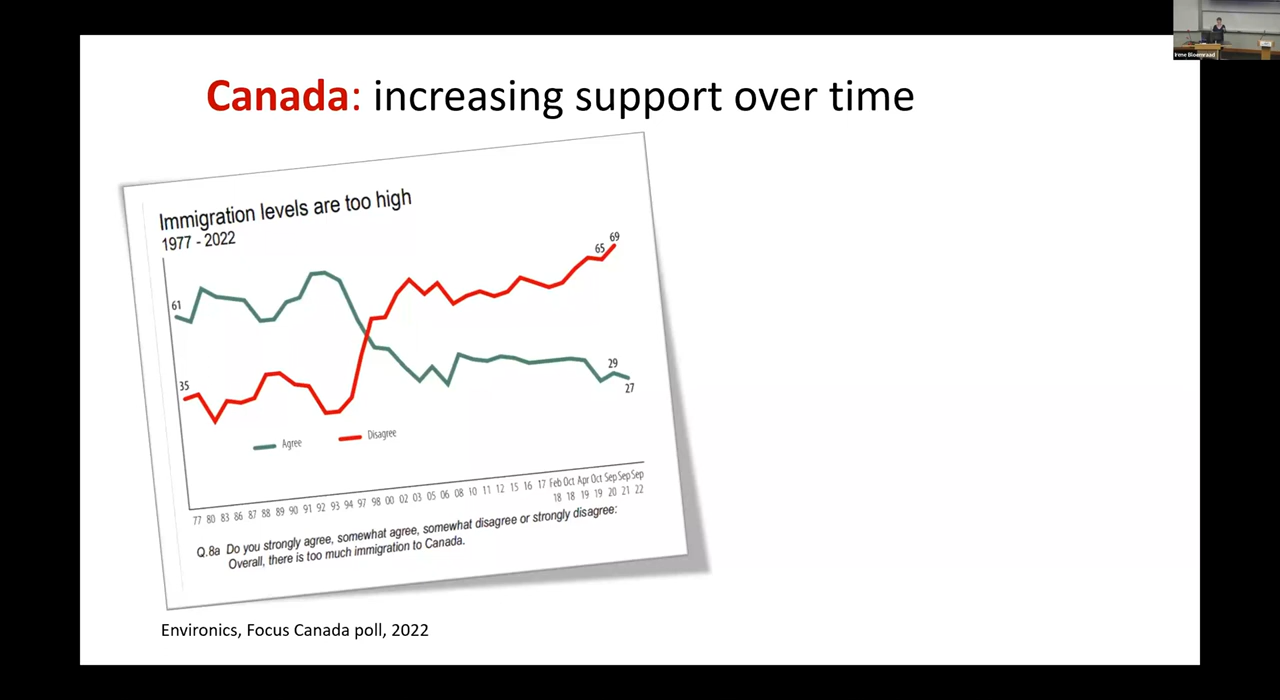 Irene Bloemraad
Canada: increasing support over time
Immigration levels are too high
1977 - 2022
61
35
65
69
29
27
Agree
Disagree
77 80 83 86 87 88 89 90 91 92 93 94 97 98 00 02 03 05 06 08 10 11 12 15 16 17 Feb Oct Apr Oct Sep Sep Sep
18 18 19 19 20 21 22
Q.8a Do you strongly agree, somewhat agree, somewhat disagree or strongly disagree:
Overall, there is too much immigration to Canada.
Environics, Focus Canada poll, 2022